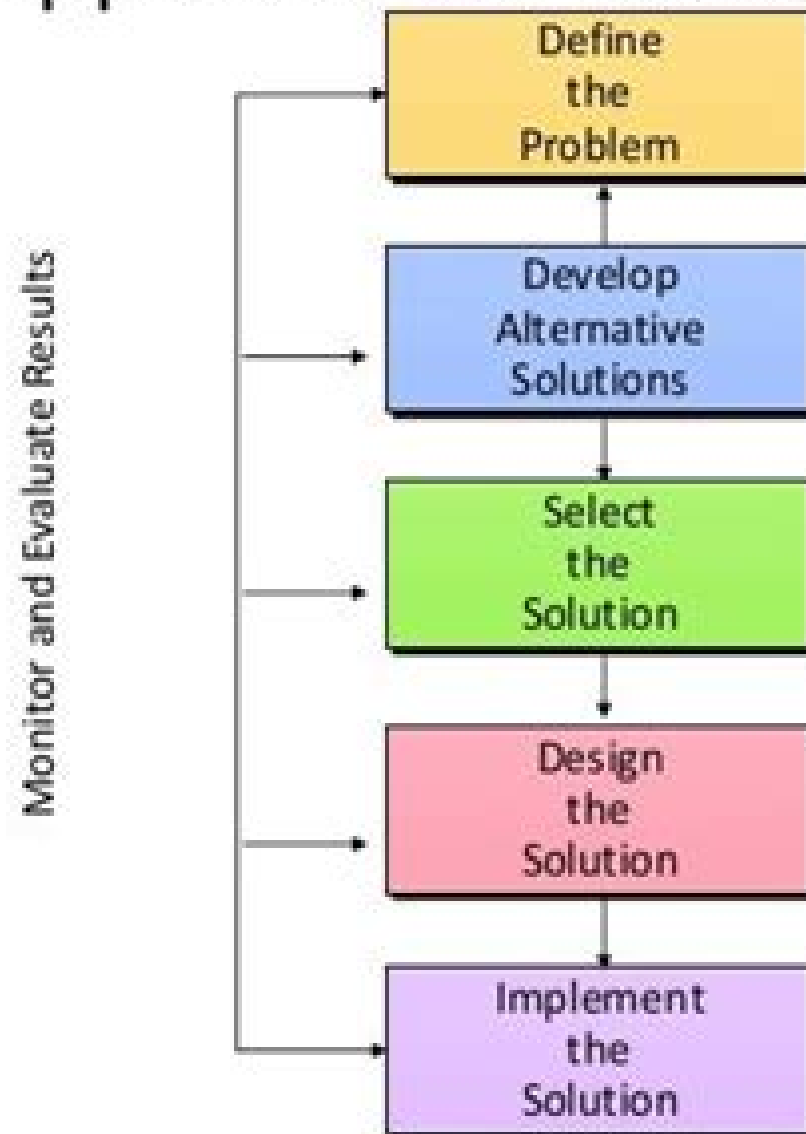 Define
the
Problem
Develop
Alternative
Solutions
Select
the
Solution
Design
the
Solution
Implement
the
Solution
Monitor and Evaluate Results